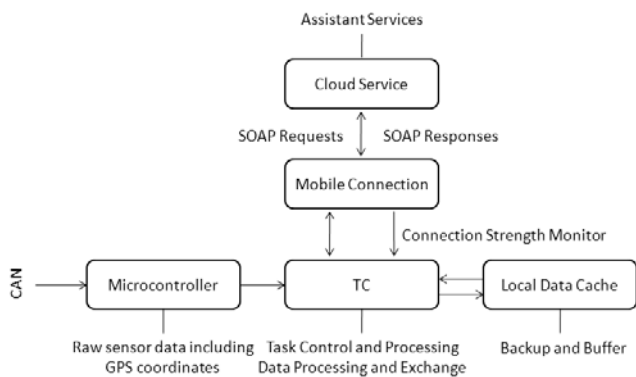 Assistant Services
Cloud Service
SOAP Requests
SOAP Responses
Mobile Connection
Connection Strength Monitor
CAN
Microcontroller
TC
Local Data Cache
Raw sensor data including
GPS coordinates
Task Control and Processing
Data Processing and Exchange
Backup and Buffer